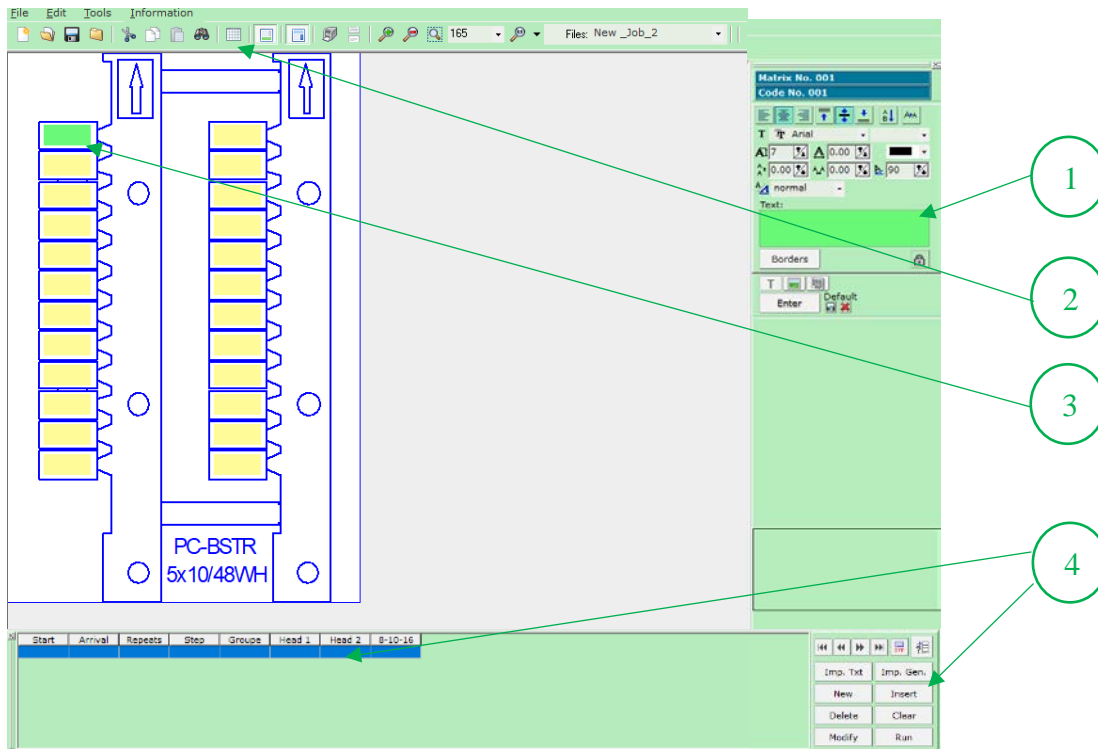 File Edit Tools Information
165 Files: New _Job_2
Matrix No. 001
Code No. 001
T Arial
7 0.00
0.00 0.00 90
normal
Text:
Borders
T
Enter Default
1
2
3
4
PC-BSTR
5x10/48WH
Start Arrival Repeats Step Groupe Head 1 Head 2 8-10-16
Imp. Txt Imp. Gen.
New Insert
Delete Clear
Modify Run